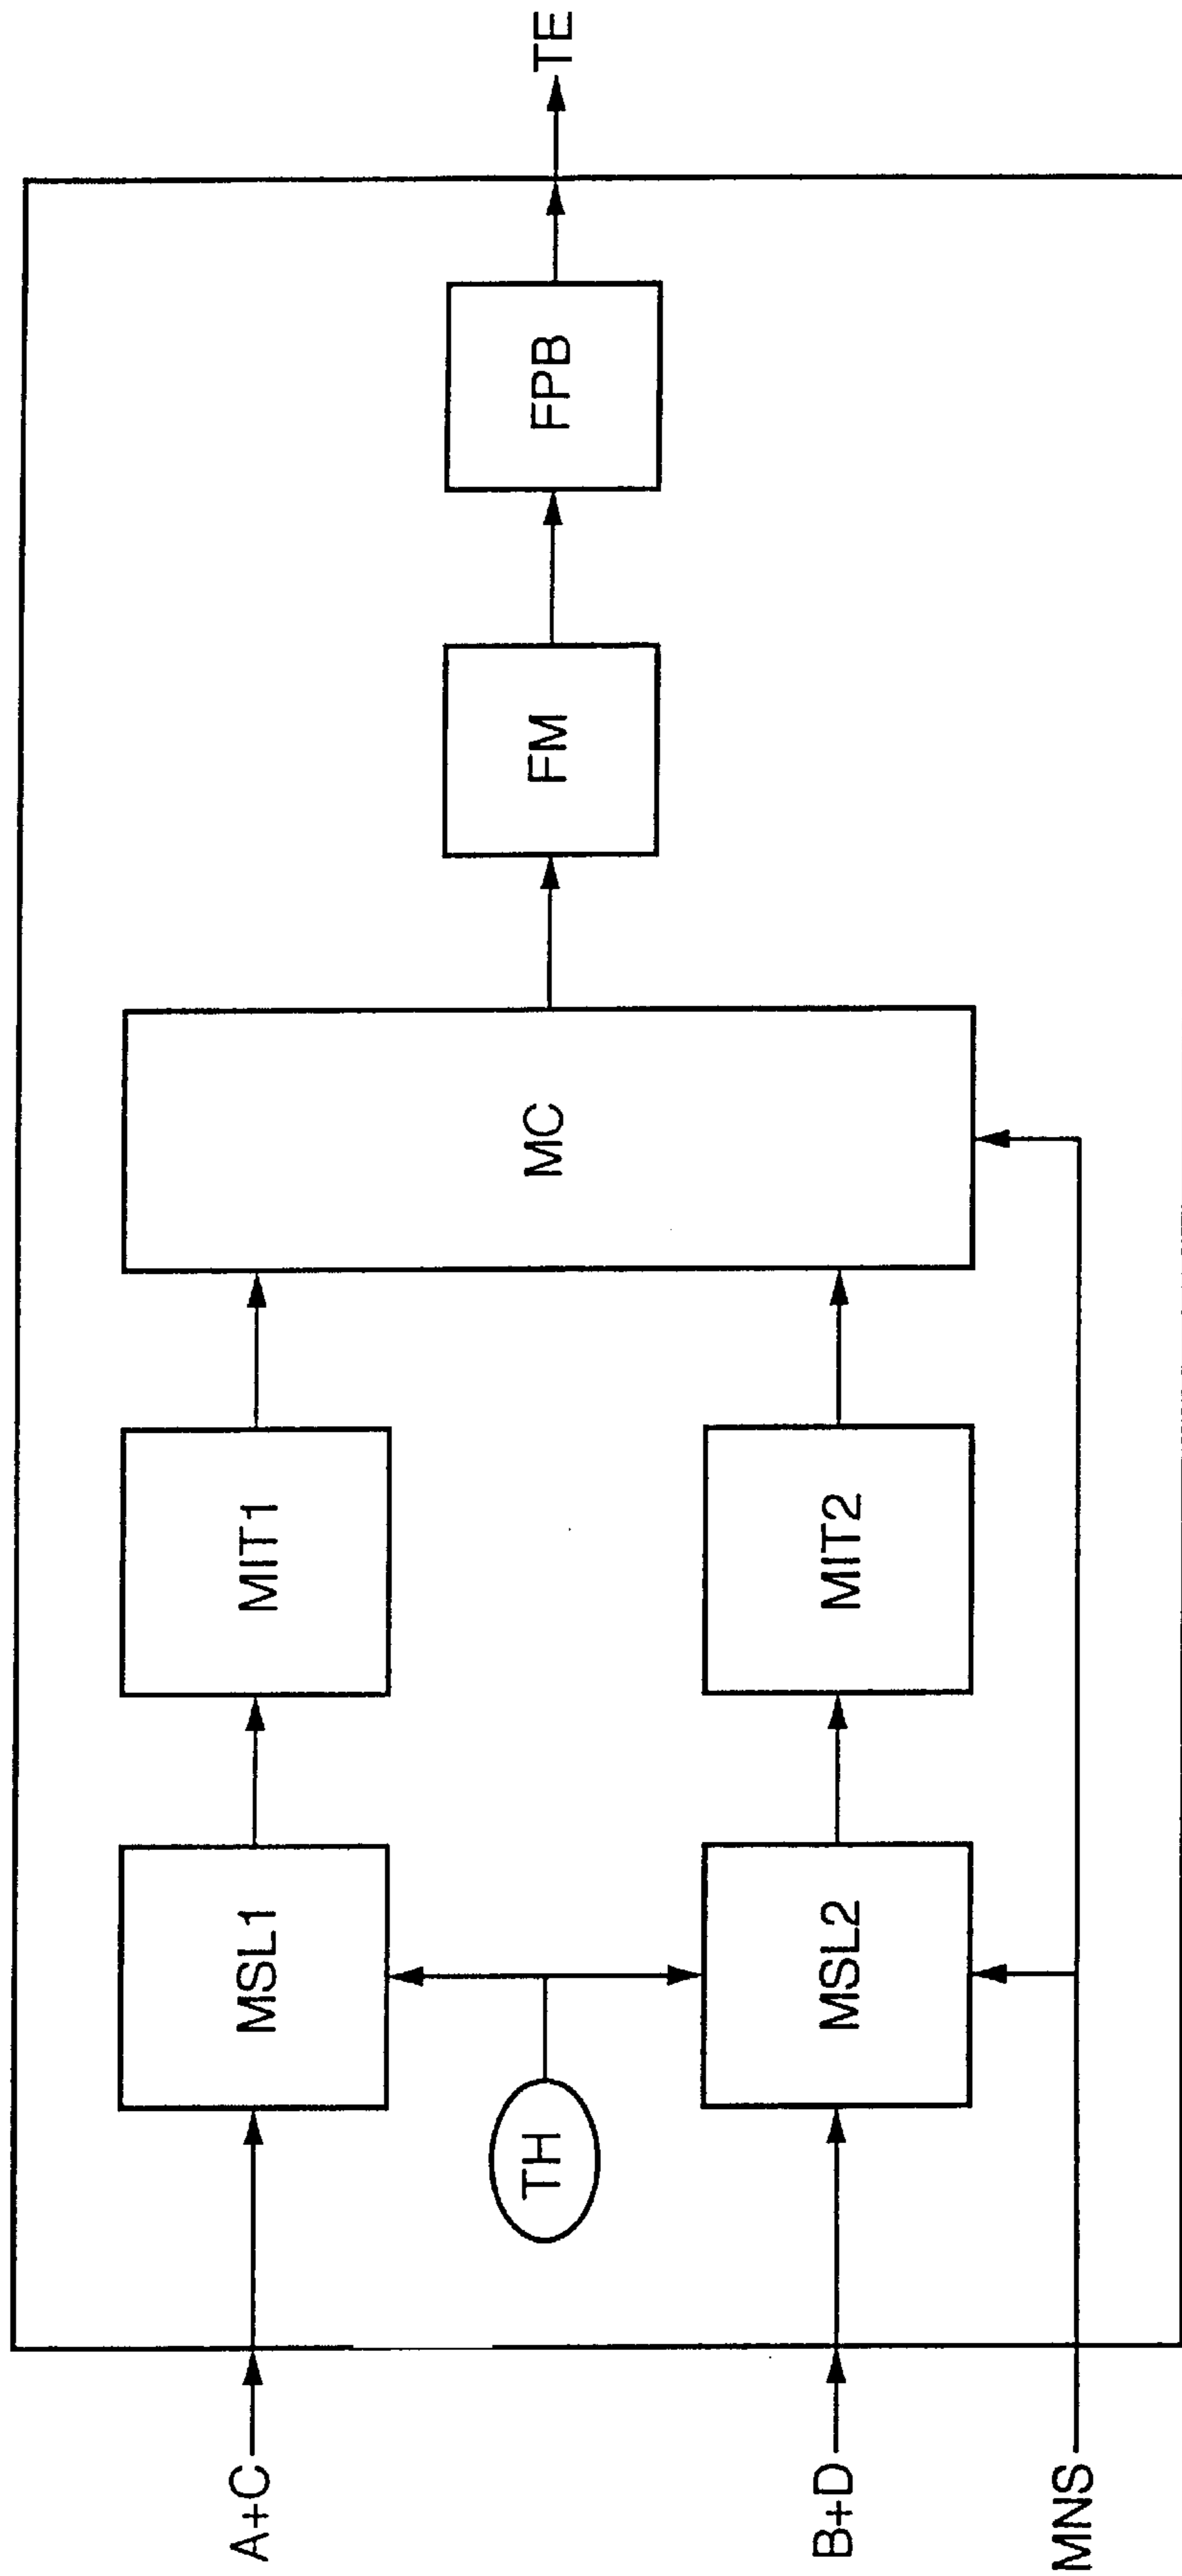 A+C
MSL1
MIT1
TH
MC
FM
FPB
TE
B+D
MSL2
MIT2
MNS